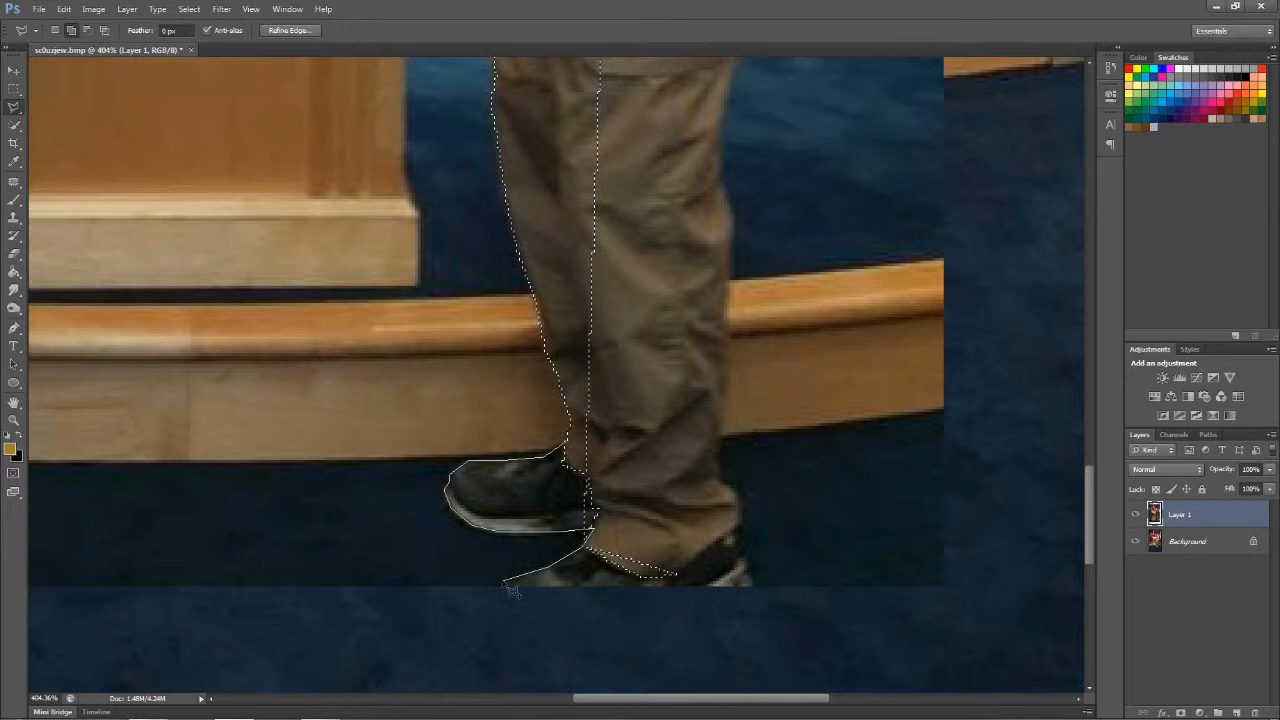 Ps File Edit Image Layer Type Select Filter View Window Help
Feather: 0 px Anti-alias Refine Edge... Essentials
sc0uzjew.bmp @ 404% (Layer 1, RGB/8) * ×
Color Swatches
A
Adjustments Styles
Add an adjustment
Layers Channels Paths
Kind
Normal Opacity: 100%
Lock: Fill: 100%
Layer 1
Background
404.36% Doc: 1.48M/4.24M
Mini Bridge Timeline